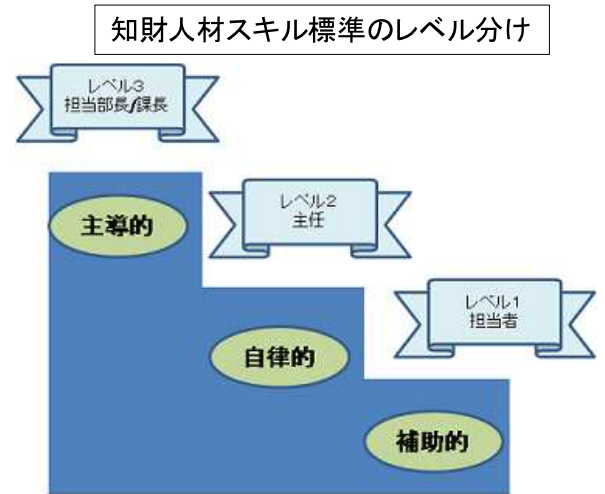 知財人材スキル標準のレベル分け
レベル3
担当部長/課長
主導的
レベル2
主任
自律的
レベル1
担当者
補助的